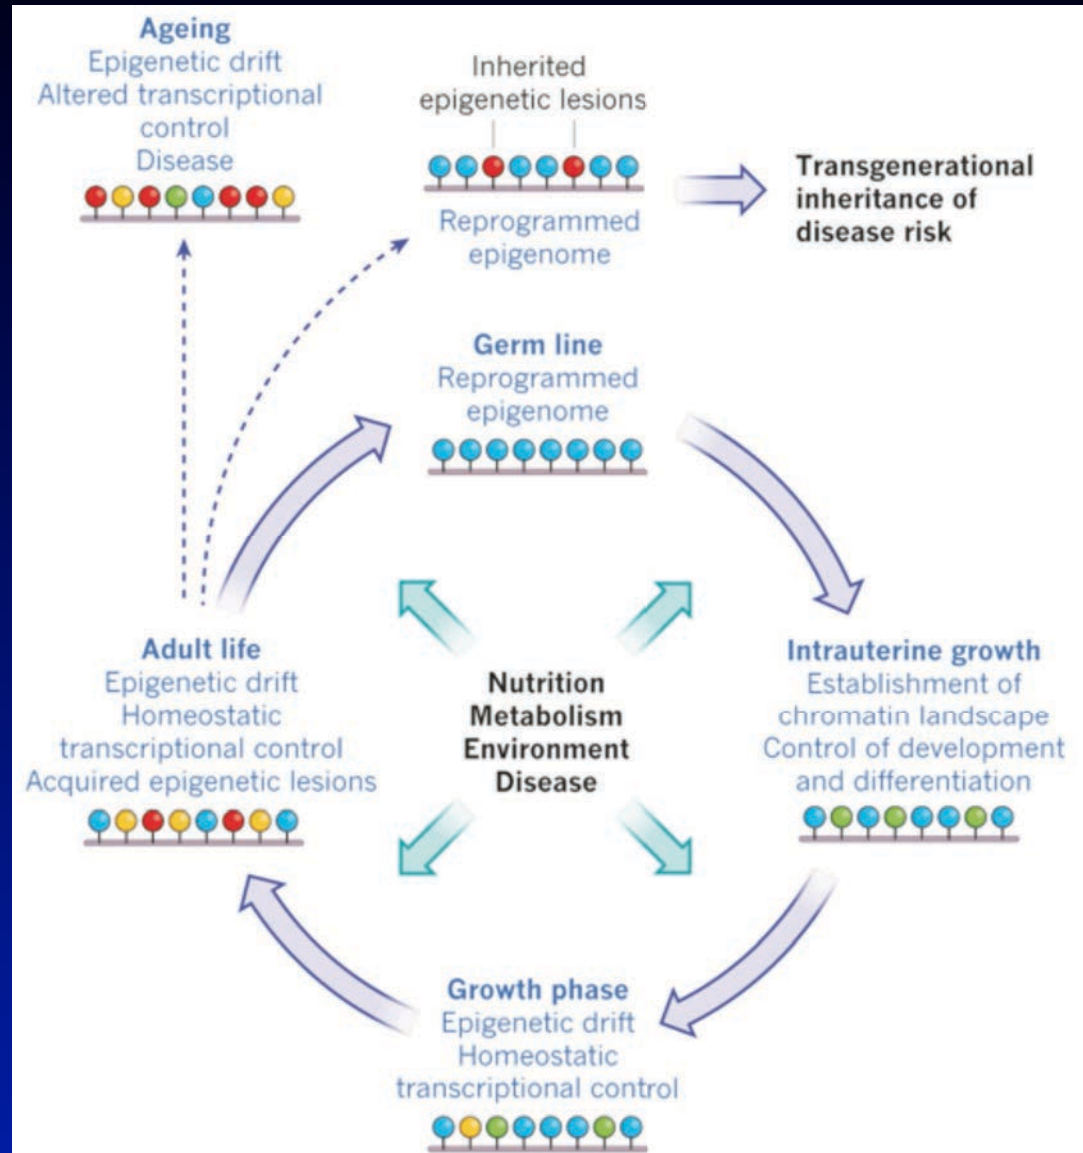 Ageing
Epigenetic drift
Altered transcriptional
control
Disease
Inherited
epigenetic lesions
Reprogrammed
epigenome
Transgenerational
inheritance of
disease risk
Germ line
Reprogrammed
epigenome
Adult life
Epigenetic drift
Homeostatic
transcriptional control
Acquired epigenetic lesions
Nutrition
Metabolism
Environment
Disease
Intrauterine growth
Establishment of
chromatin landscape
Control of development
and differentiation
Growth phase
Epigenetic drift
Homeostatic
transcriptional control